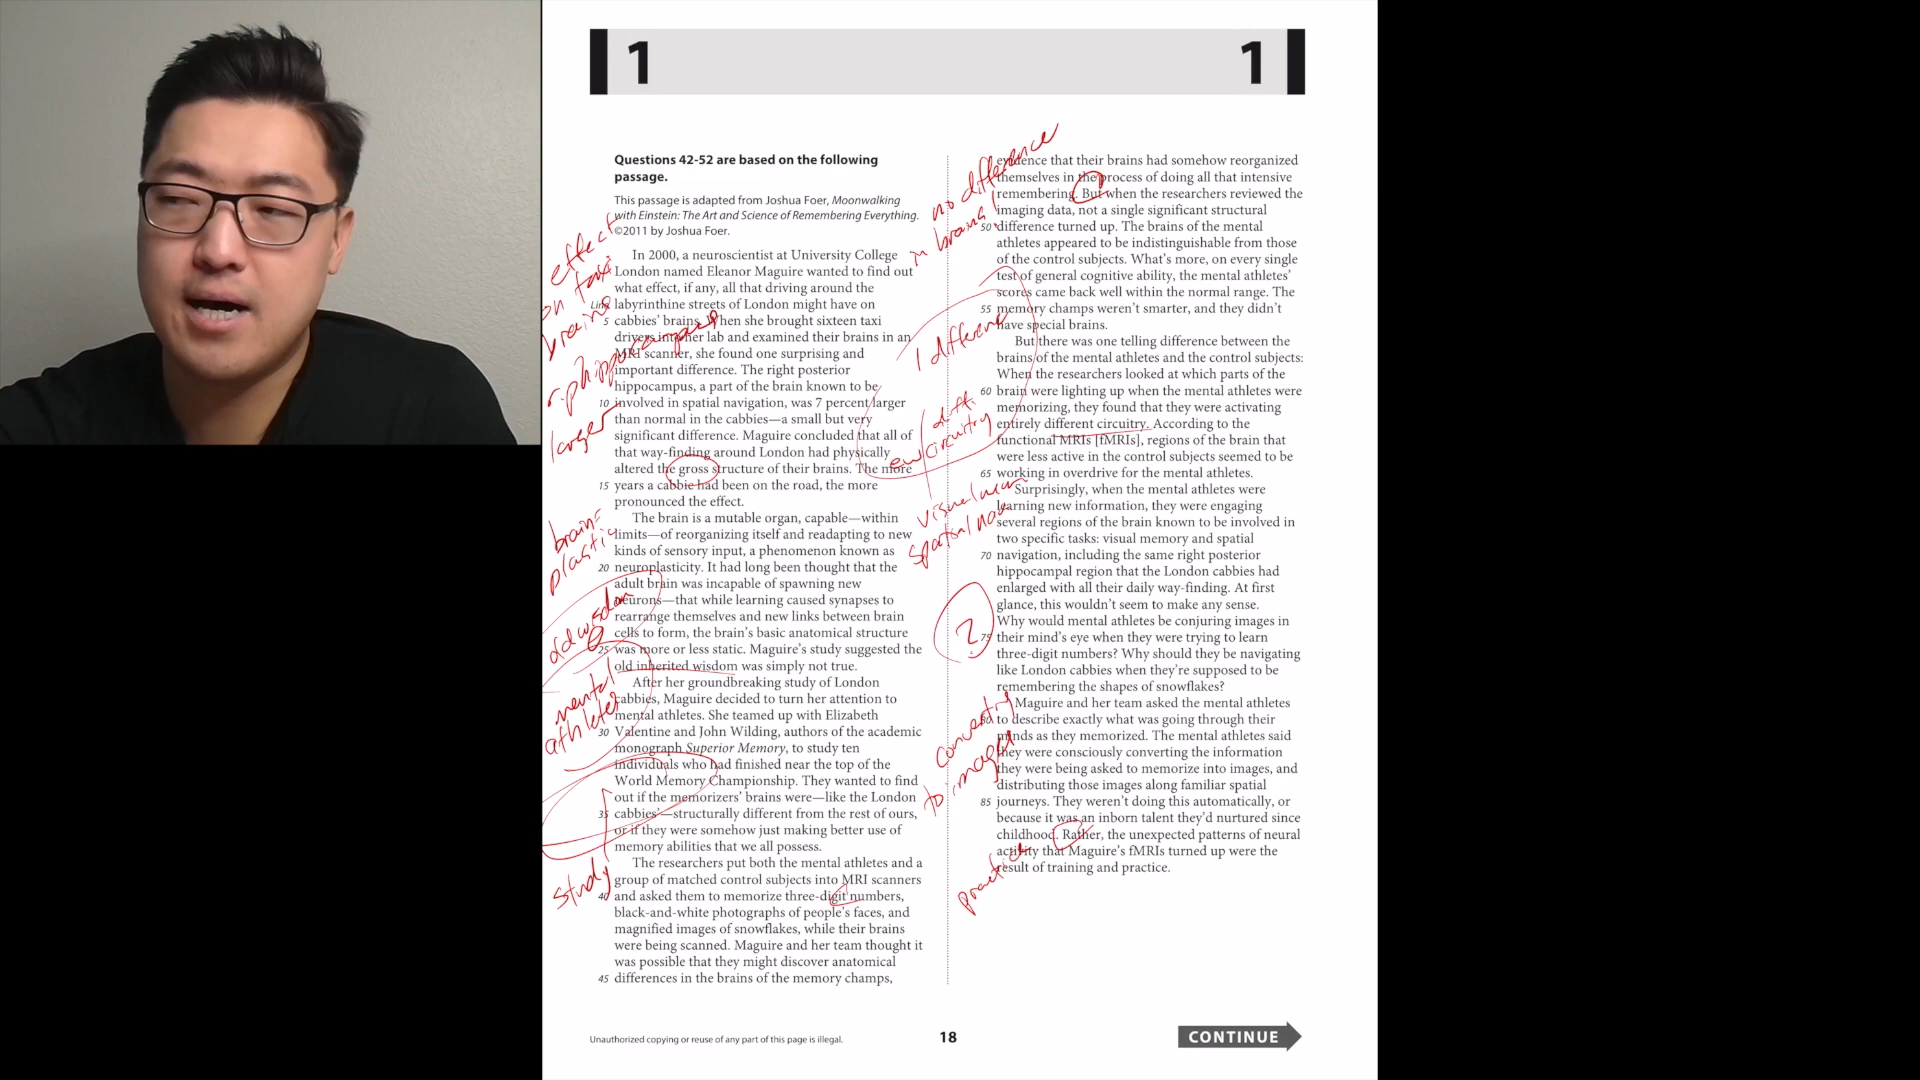 1
1
Questions 42-52 are based on the following
passage.
This passage is adapted from Joshua Foer, Moonwalking
with Einstein: The Art and Science of Remembering Everything.
©2011 by Joshua Foer.
In 2000, a neuroscientist at University College
London named Eleanor Maguire wanted to find out
what effect, if any, all that driving around the
Line labyrinthine streets of London might have on
5 cabbies' brains. When she brought sixteen taxi
drivers into her lab and examined their brains in an
MRI scanner, she found one surprising and
important difference. The right posterior
hippocampus, a part of the brain known to be
10 involved in spatial navigation, was 7 percent larger
than normal in the cabbies—a small but very
significant difference. Maguire concluded that all of
that way-finding around London had physically
altered the gross structure of their brains. The more
15 years a cabbie had been on the road, the more
pronounced the effect.
The brain is a mutable organ, capable—within
limits—of reorganizing itself and readapting to new
kinds of sensory input, a phenomenon known as
20 neuroplasticity. It had long been thought that the
adult brain was incapable of spawning new
neurons—that while learning caused synapses to
rearrange themselves and new links between brain
cells to form, the brain's basic anatomical structure
25 was more or less static. Maguire's study suggested the
old inherited wisdom was simply not true.
After her groundbreaking study of London
cabbies, Maguire decided to turn her attention to
mental athletes. She teamed up with Elizabeth
30 Valentine and John Wilding, authors of the academic
monograph Superior Memory, to study ten
individuals who had finished near the top of the
World Memory Championship. They wanted to find
out if the memorizers' brains were—like the London
35 cabbies'—structurally different from the rest of ours,
or if they were somehow just making better use of
memory abilities that we all possess.
The researchers put both the mental athletes and a
group of matched control subjects into MRI scanners
40 and asked them to memorize three-digit numbers,
black-and-white photographs of people's faces, and
magnified images of snowflakes, while their brains
were being scanned. Maguire and her team thought it
was possible that they might discover anatomical
45 differences in the brains of the memory champs,
effect
on taxi
brains
r. p hippocampus
larger
brain=
plastic
old wisdom
mental
athletes
study
evidence that their brains had somehow reorganized
themselves in the process of doing all that intensive
remembering. But when the researchers reviewed the
imaging data, not a single significant structural
50 difference turned up. The brains of the mental
athletes appeared to be indistinguishable from those
of the control subjects. What's more, on every single
test of general cognitive ability, the mental athletes'
scores came back well within the normal range. The
55 memory champs weren't smarter, and they didn't
have special brains.
But there was one telling difference between the
brains of the mental athletes and the control subjects:
When the researchers looked at which parts of the
60 brain were lighting up when the mental athletes were
memorizing, they found that they were activating
entirely different circuitry. According to the
functional MRIs [fMRIs], regions of the brain that
were less active in the control subjects seemed to be
65 working in overdrive for the mental athletes.
Surprisingly, when the mental athletes were
learning new information, they were engaging
several regions of the brain known to be involved in
two specific tasks: visual memory and spatial
70 navigation, including the same right posterior
hippocampal region that the London cabbies had
enlarged with all their daily way-finding. At first
glance, this wouldn't seem to make any sense.
Why would mental athletes be conjuring images in
75 their mind's eye when they were trying to learn
three-digit numbers? Why should they be navigating
like London cabbies when they're supposed to be
remembering the shapes of snowflakes?
Maguire and her team asked the mental athletes
80 to describe exactly what was going through their
minds as they memorized. The mental athletes said
they were consciously converting the information
they were being asked to memorize into images, and
distributing those images along familiar spatial
85 journeys. They weren't doing this automatically, or
because it was an inborn talent they'd nurtured since
childhood. Rather, the unexpected patterns of neural
activity that Maguire's fMRIs turned up were the
result of training and practice.
no difference
in brains!
1 difference
diff.
circuitry
visual mem
spatial nav
?
converting
to images
practice
Unauthorized copying or reuse of any part of this page is illegal.
18
CONTINUE